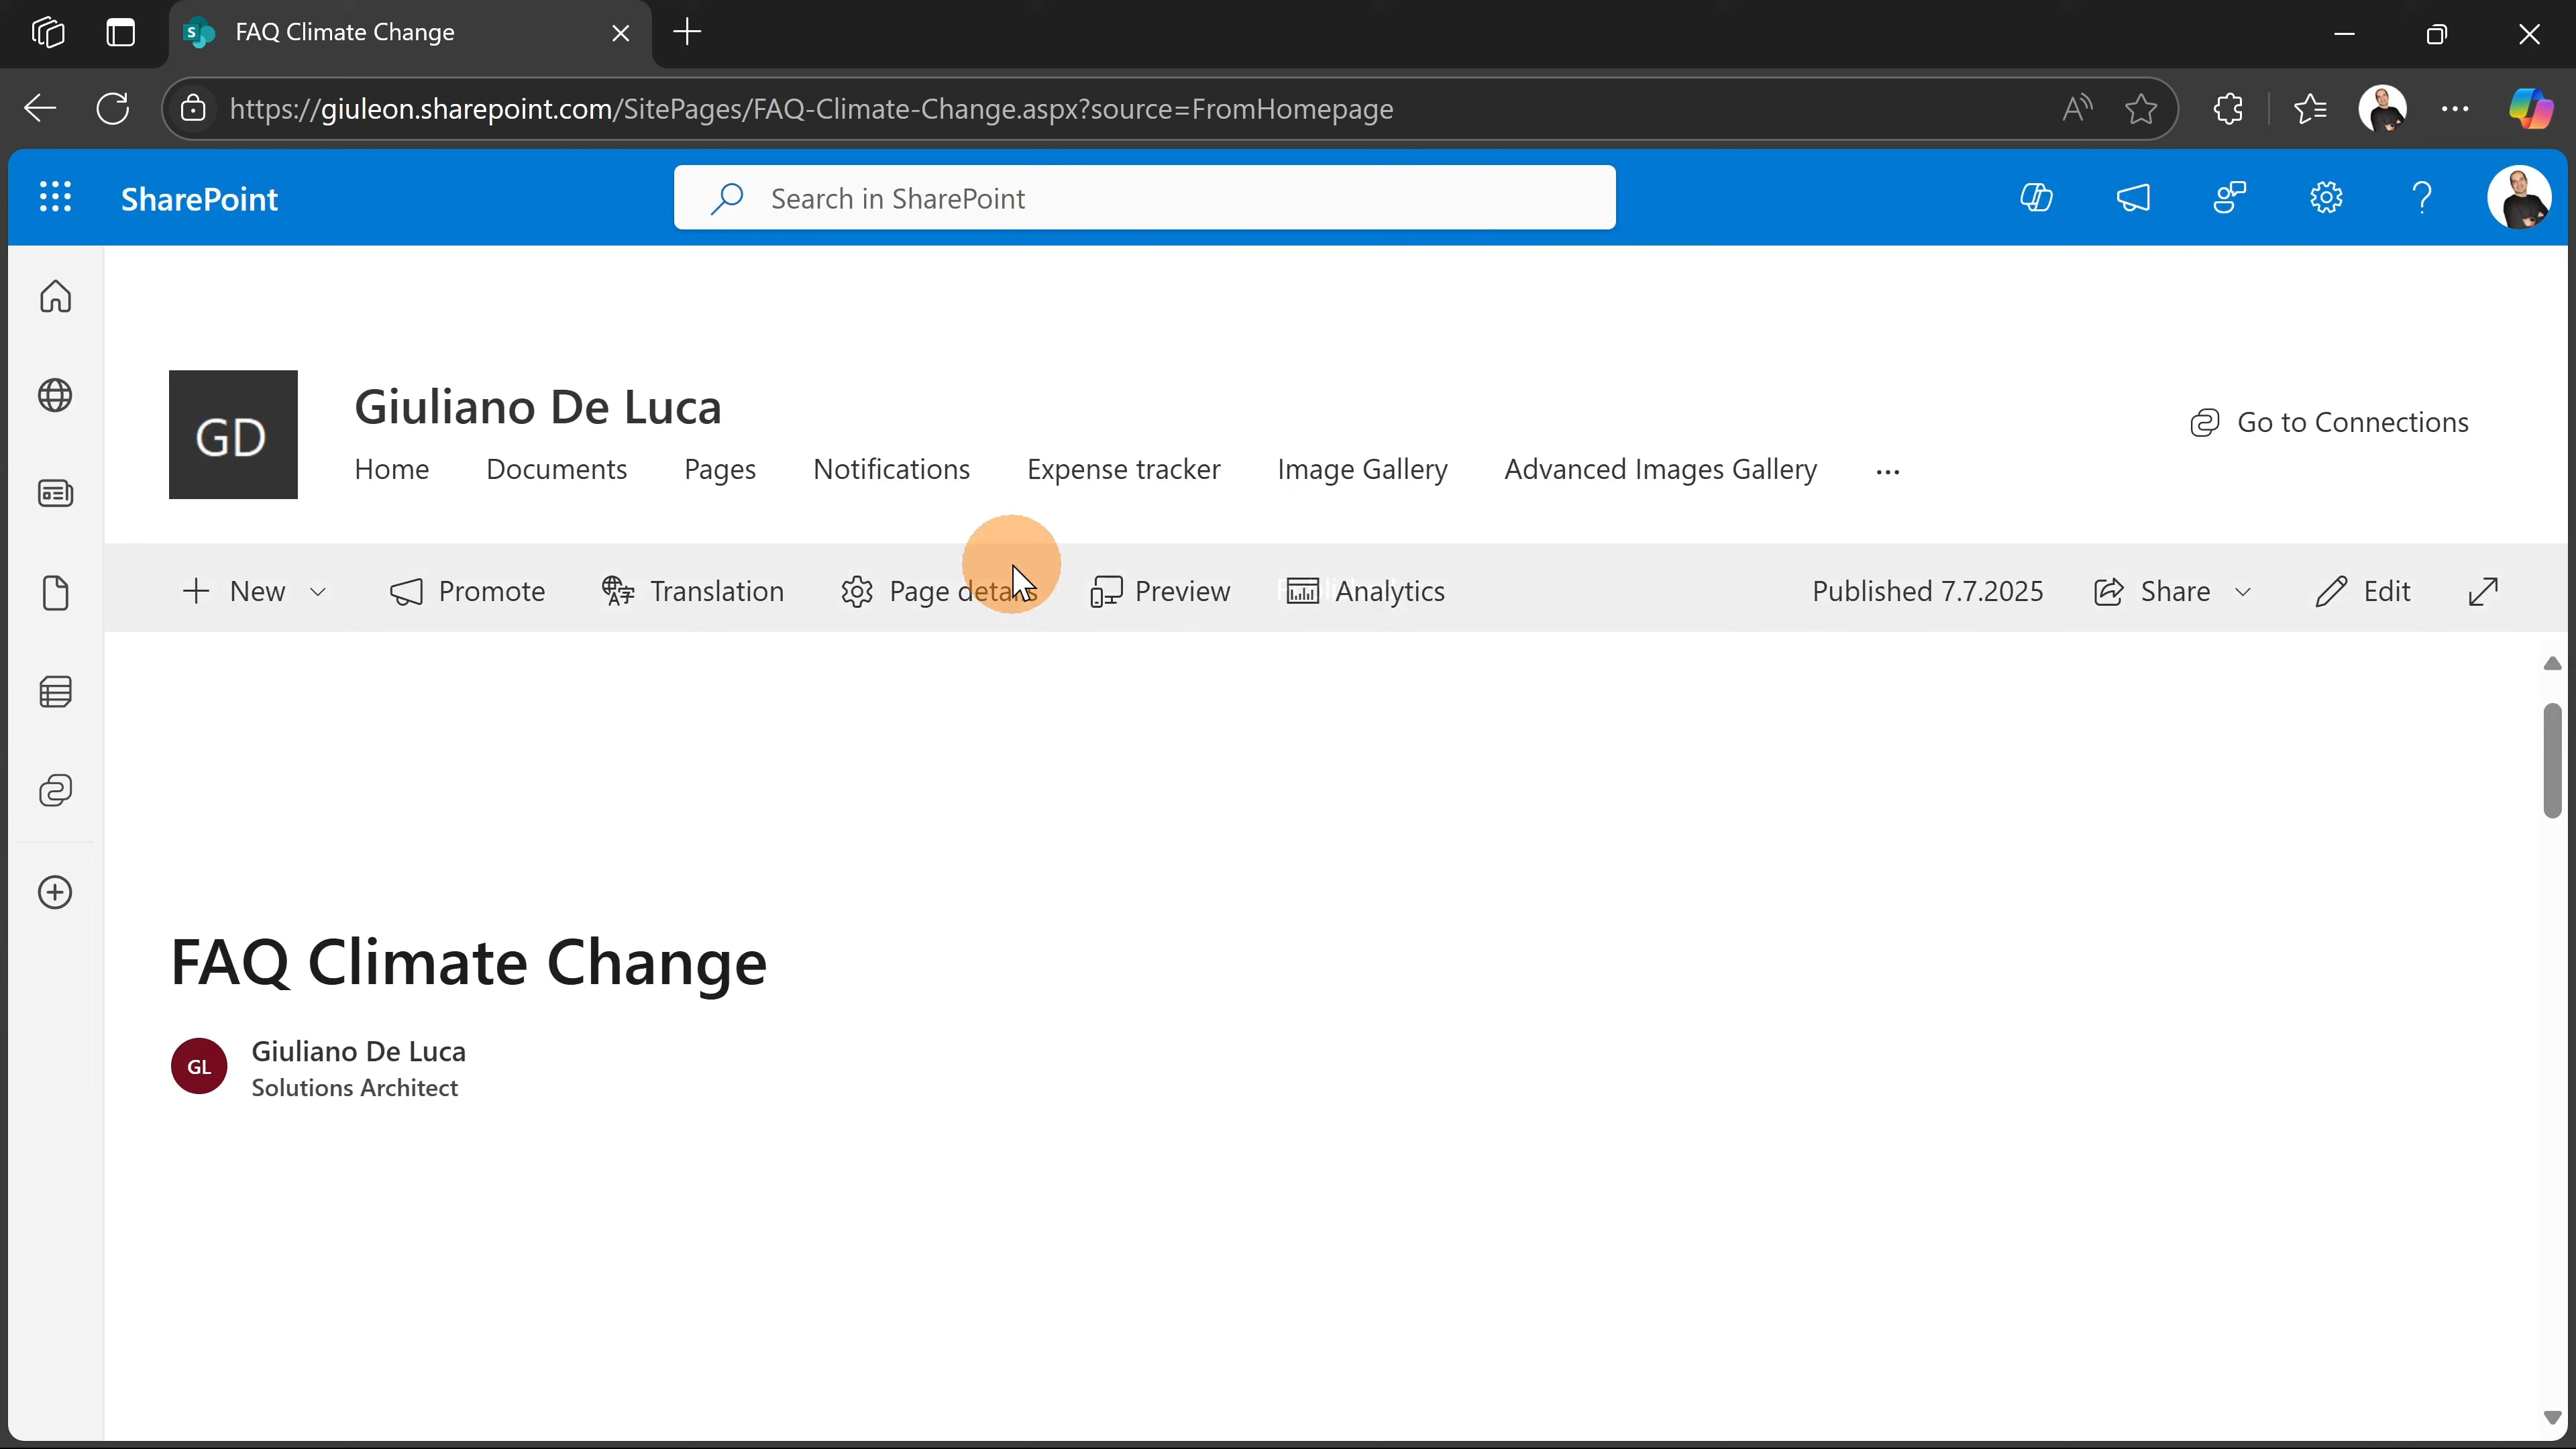 FAQ Climate Change
https://giuleon.sharepoint.com/SitePages/FAQ-Climate-Change.aspx?source=FromHomepage
SharePoint
Search in SharePoint
GD
Giuliano De Luca
Go to Connections
Home Documents Pages Notifications Expense tracker Image Gallery Advanced Images Gallery ...
New Promote Translation Page details Preview Analytics Published 7.7.2025 Share Edit
FAQ Climate Change
GL
Giuliano De Luca
Solutions Architect